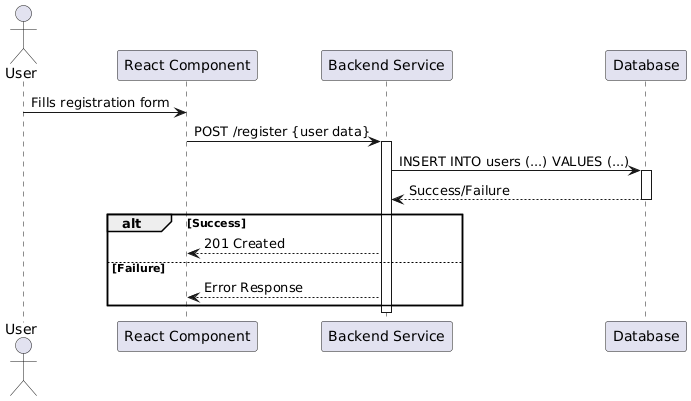 User
React Component
Backend Service
Database
Fills registration form
POST /register {user data}
INSERT INTO users (...) VALUES (...)
Success/Failure
alt [Success]
201 Created
[Failure]
Error Response
User
React Component
Backend Service
Database